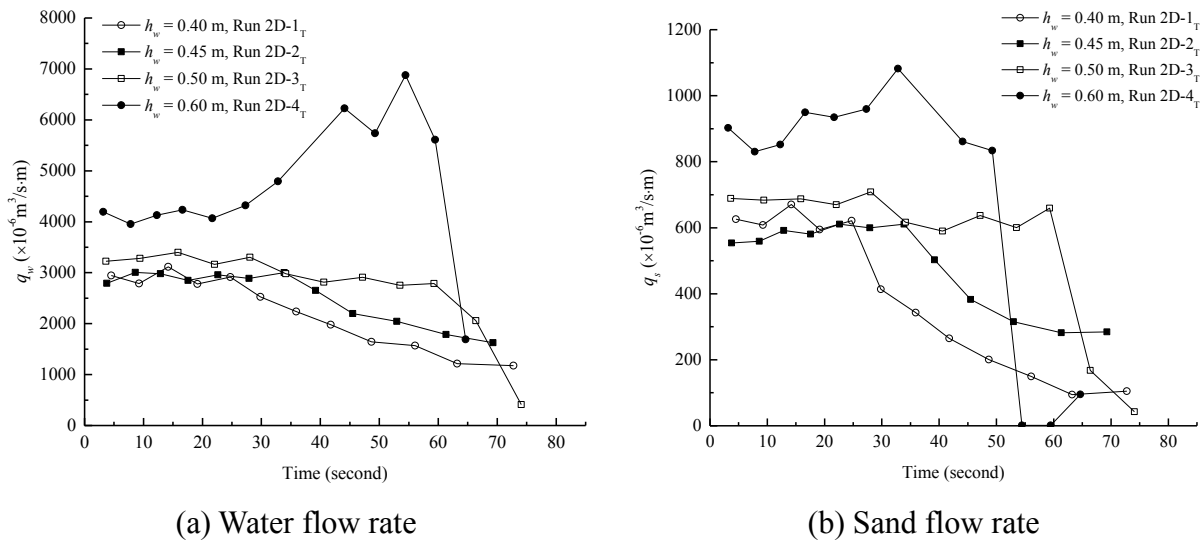 8000
7000
6000
5000
4000
3000
2000
1000
0
q_w (×10⁻⁶m³/s·m)
h_w = 0.40 m, Run 2D-1_T
h_w = 0.45 m, Run 2D-2_T
h_w = 0.50 m, Run 2D-3_T
h_w = 0.60 m, Run 2D-4_T
0 10 20 30 40 50 60 70 80
Time (second)
(a) Water flow rate
1200
1000
800
600
400
200
0
q_s (×10⁻⁶m³/s·m)
h_w = 0.40 m, Run 2D-1_T
h_w = 0.45 m, Run 2D-2_T
h_w = 0.50 m, Run 2D-3_T
h_w = 0.60 m, Run 2D-4_T
0 10 20 30 40 50 60 70 80
Time (second)
(b) Sand flow rate